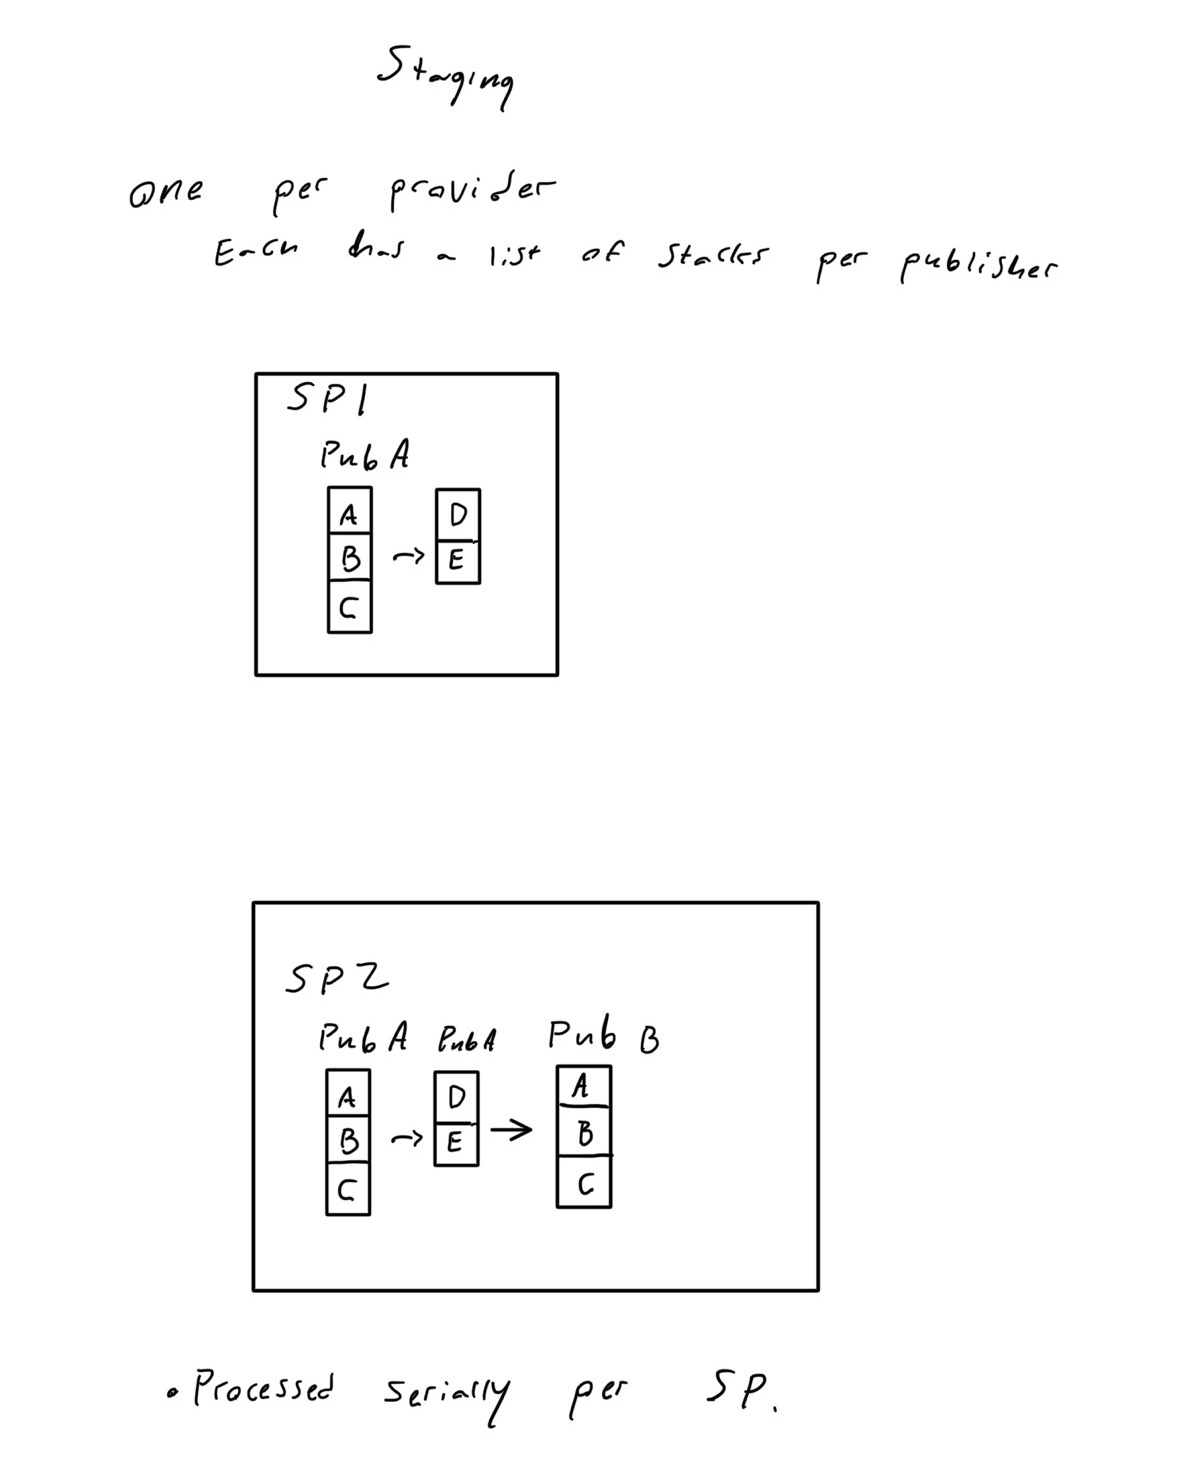 Staging
one per provider
Each has a list of stacks per publisher
SP1
Pub A
A D
B → E
C
SP2
Pub A Pub A Pub B
A D A
B → E → B
C C
• Processed serially per SP.